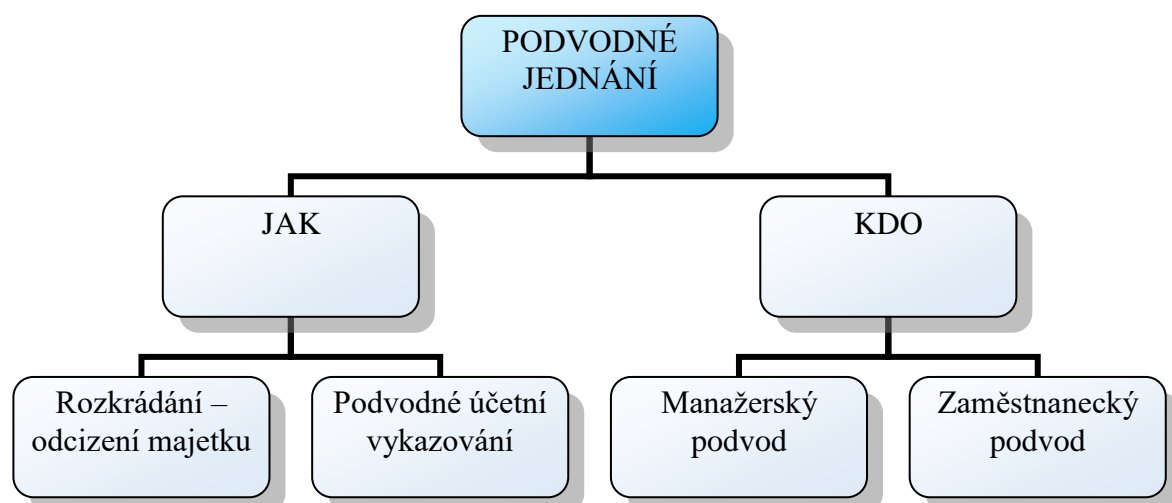 PODVODNÉ
JEDNÁNÍ
JAK
KDO
Rozkrádání –
odcizení majetku
Podvodné účetní
vykazování
Manažerský
podvod
Zaměstnanecký
podvod